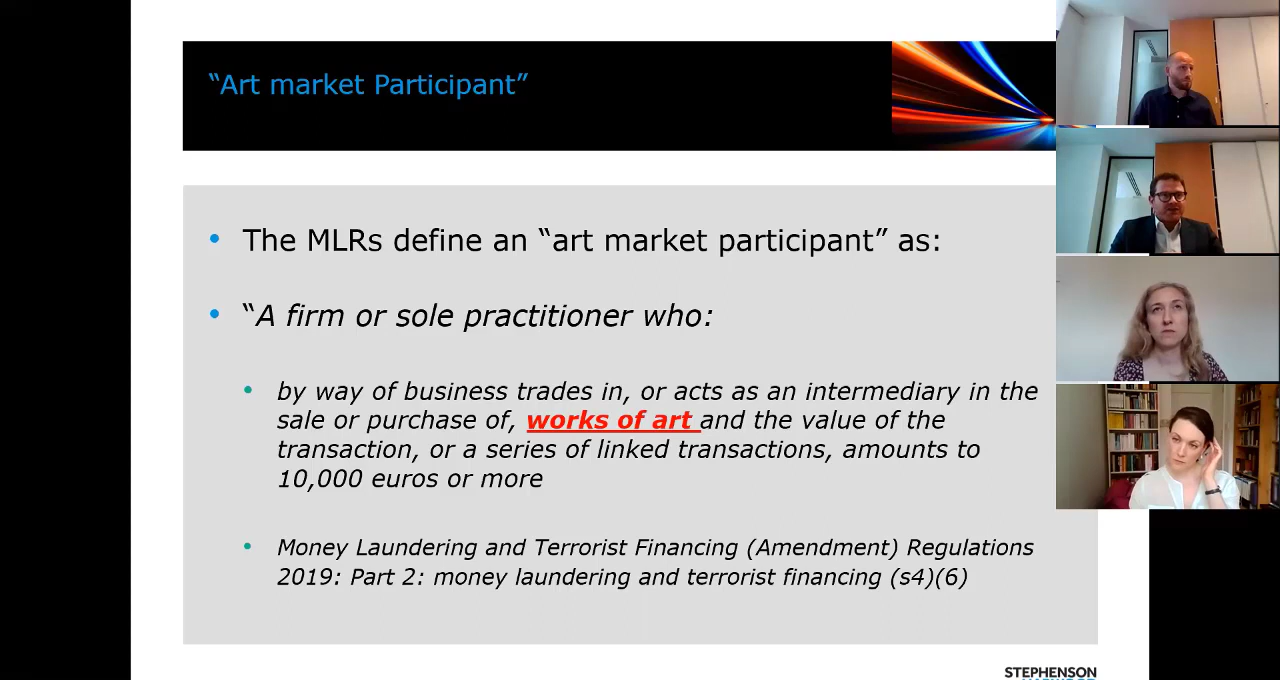 “Art market Participant”
The MLRs define an “art market participant” as:
“A firm or sole practitioner who:
by way of business trades in, or acts as an intermediary in the
sale or purchase of, works of art and the value of the
transaction, or a series of linked transactions, amounts to
10,000 euros or more
Money Laundering and Terrorist Financing (Amendment) Regulations
2019: Part 2: money laundering and terrorist financing (s4)(6)
STEPHENSON